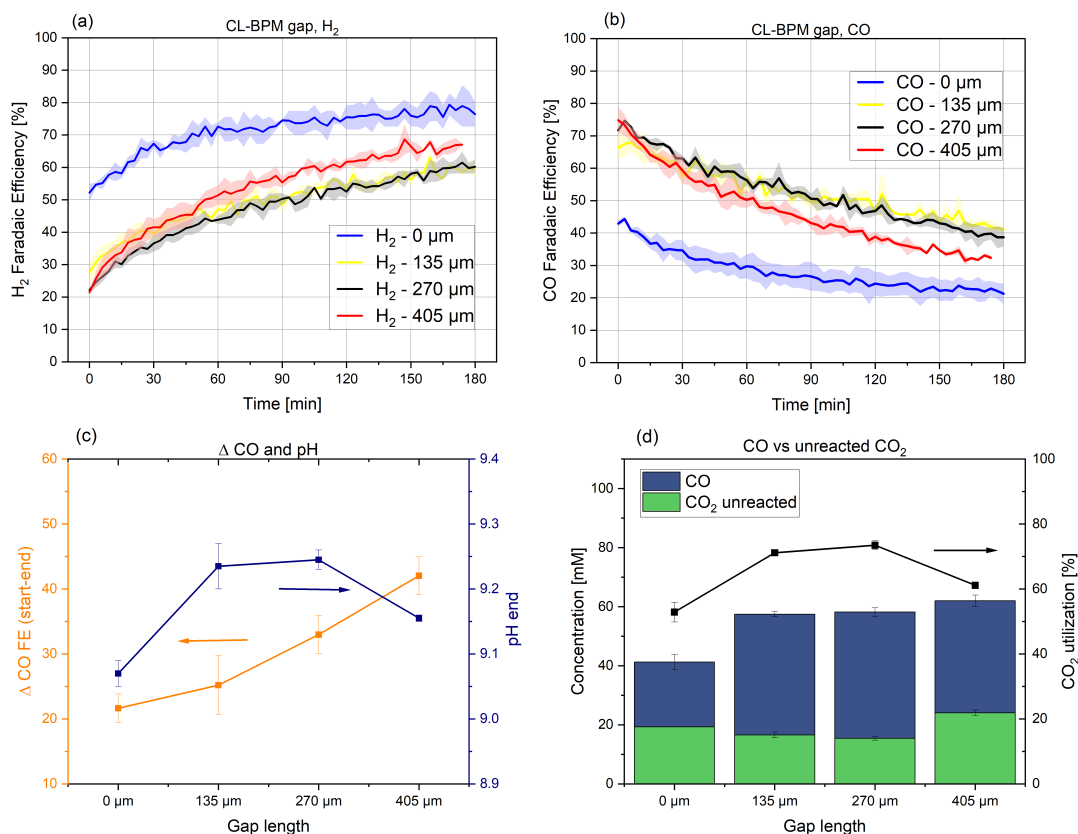 (a)
CL-BPM gap, H₂
100
90
80
70
60
50
40
30
20
10
0
H₂ Faradaic Efficiency [%]
H₂ - 0 µm
H₂ - 135 µm
H₂ - 270 µm
H₂ - 405 µm
0 30 60 90 120 150 180
Time [min]
(b)
CL-BPM gap, CO
100
90
80
70
60
50
40
30
20
10
0
CO Faradaic Efficiency [%]
CO - 0 µm
CO - 135 µm
CO - 270 µm
CO - 405 µm
0 30 60 90 120 150 180
Time [min]
(c)
Δ CO and pH
60
50
40
30
20
10
Δ CO FE (start-end)
9.4
9.3
9.2
9.1
9.0
8.9
pH end
0 µm 135 µm 270 µm 405 µm
Gap length
(d)
CO vs unreacted CO₂
CO
CO₂ unreacted
100
80
60
40
20
0
Concentration [mM]
100
80
60
40
20
0
CO₂ utilization [%]
0 µm 135 µm 270 µm 405 µm
Gap length